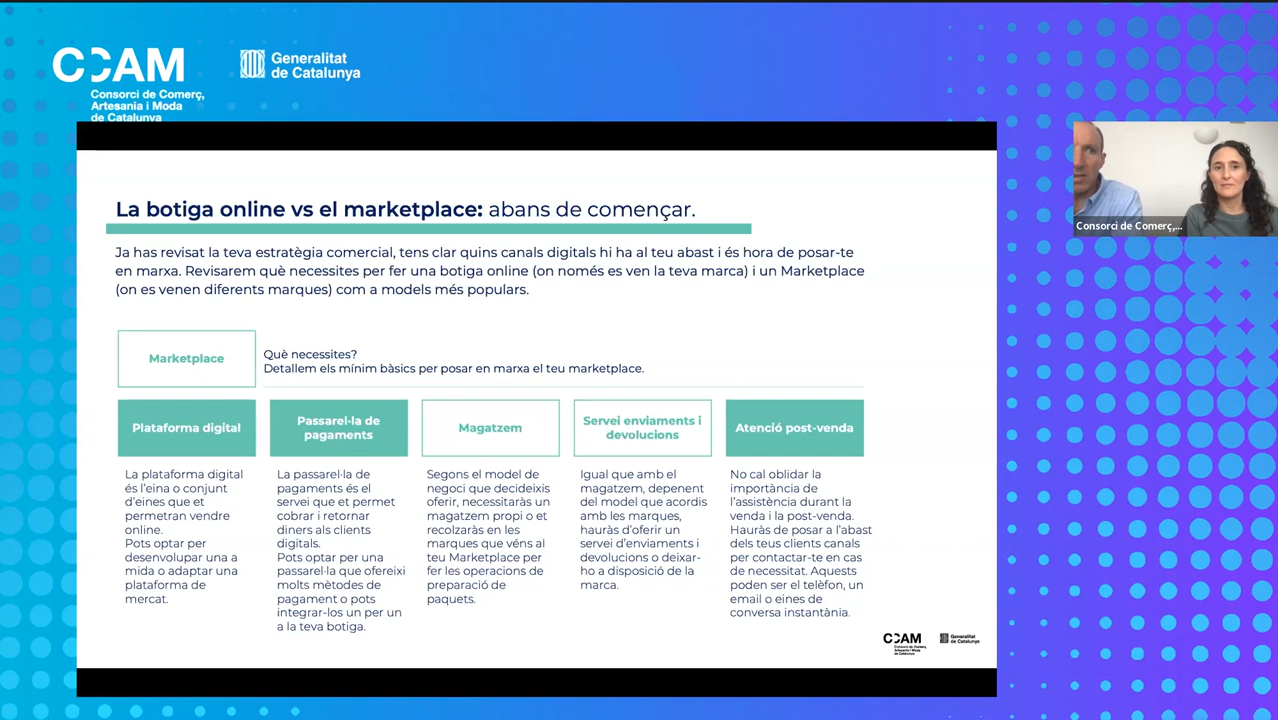 CCAM
Consorci de Comerç,
Artesania i Moda
de Catalunya
Generalitat
de Catalunya
La botiga online vs el marketplace: abans de començar.
Ja has revisat la teva estratègia comercial, tens clar quins canals digitals hi ha al teu abast i és hora de posar-te
en marxa. Revisarem què necessites per fer una botiga online (on només es ven la teva marca) i un Marketplace
(on es venen diferents marques) com a models més populars.
Marketplace
Què necessites?
Detallem els mínim bàsics per posar en marxa el teu marketplace.
Plataforma digital
La plataforma digital
és l'eina o conjunt
d'eines que et
permetran vendre
online.
Pots optar per
desenvolupar una a
mida o adaptar una
plataforma de
mercat.
Passarel·la de
pagaments
La passarel·la de
pagaments és el
servei que et permet
cobrar i retornar
diners als clients
digitals.
Pots optar per una
passarel·la que ofereixi
molts mètodes de
pagament o pots
integrar-los un per un
a la teva botiga.
Magatzem
Segons el model de
negoci que decideixis
oferir, necessitaràs un
magatzem propi o et
recolzaràs en les
marques que véns al
teu Marketplace per
fer les operacions de
preparació de
paquets.
Servei enviaments i
devolucions
Igual que amb el
magatzem, depenent
del model que acordis
amb les marques,
hauràs d'oferir un
servei d'enviaments i
devolucions o deixar-
ho a disposició de la
marca.
Atenció post-venda
No cal oblidar la
importància de
l'assistència durant la
venda i la post-venda.
Hauràs de posar a l'abast
dels teus clients canals
per contactar-te en cas
de necessitat. Aquests
poden ser el telèfon, un
email o eines de
conversa instantània.
CCAM
Consorci de Comerç,
Artesania i Moda
de Catalunya
Generalitat
de Catalunya
Consorci de Comerç,...